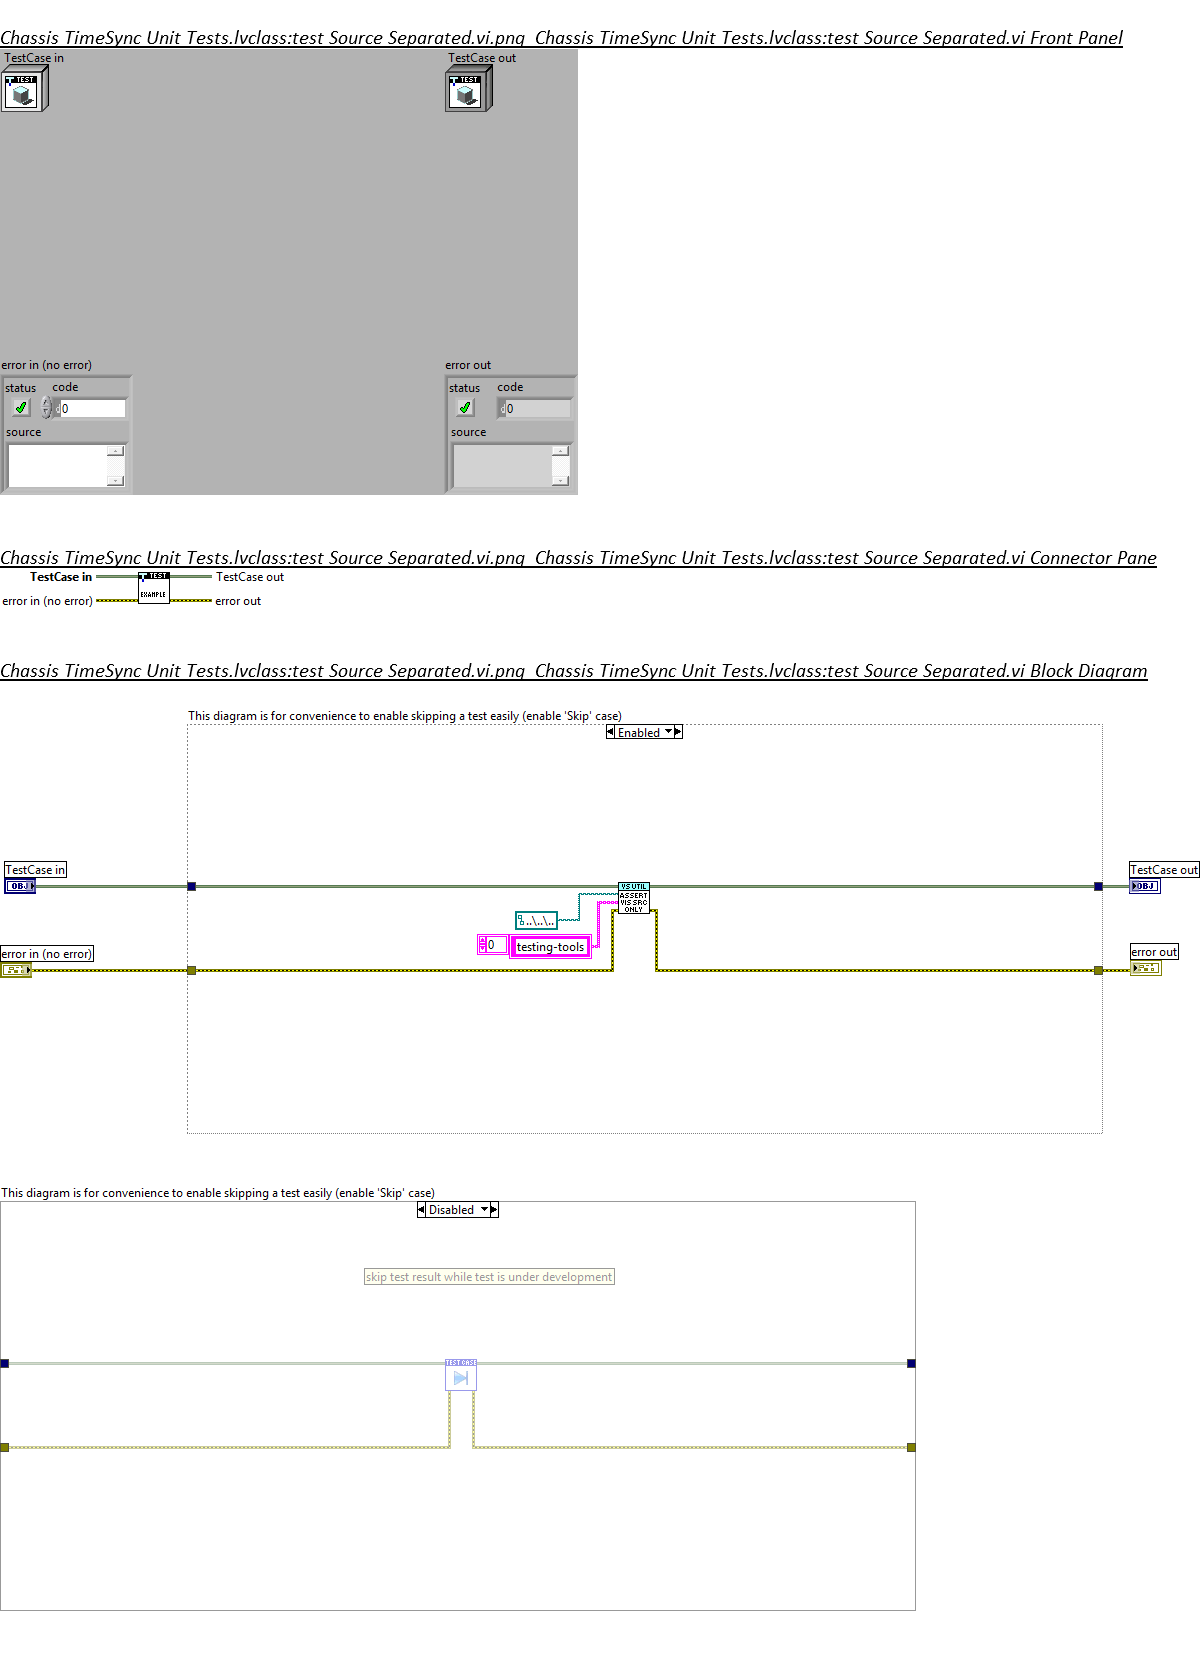 Chassis TimeSync Unit Tests.lvclass:test Source Separated.vi.png  Chassis TimeSync Unit Tests.lvclass:test Source Separated.vi Front Panel
TestCase in
TestCase out
TEST
TEST
error in (no error)
error out
status
code
status
code
d
0
d
0
source
source
Chassis TimeSync Unit Tests.lvclass:test Source Separated.vi.png  Chassis TimeSync Unit Tests.lvclass:test Source Separated.vi Connector Pane
TestCase in
TEST
TestCase out
error in (no error)
EXAMPLE
error out
Chassis TimeSync Unit Tests.lvclass:test Source Separated.vi.png  Chassis TimeSync Unit Tests.lvclass:test Source Separated.vi Block Diagram
This diagram is for convenience to enable skipping a test easily (enable 'Skip' case)
Enabled
TestCase in
TestCase out
OBJ
VS UTIL
OBJ
ASSERT
VIS SRC
ONLY
..\..\..
0
testing-tools
error in (no error)
error out
This diagram is for convenience to enable skipping a test easily (enable 'Skip' case)
Disabled
skip test result while test is under development
TEST CASE